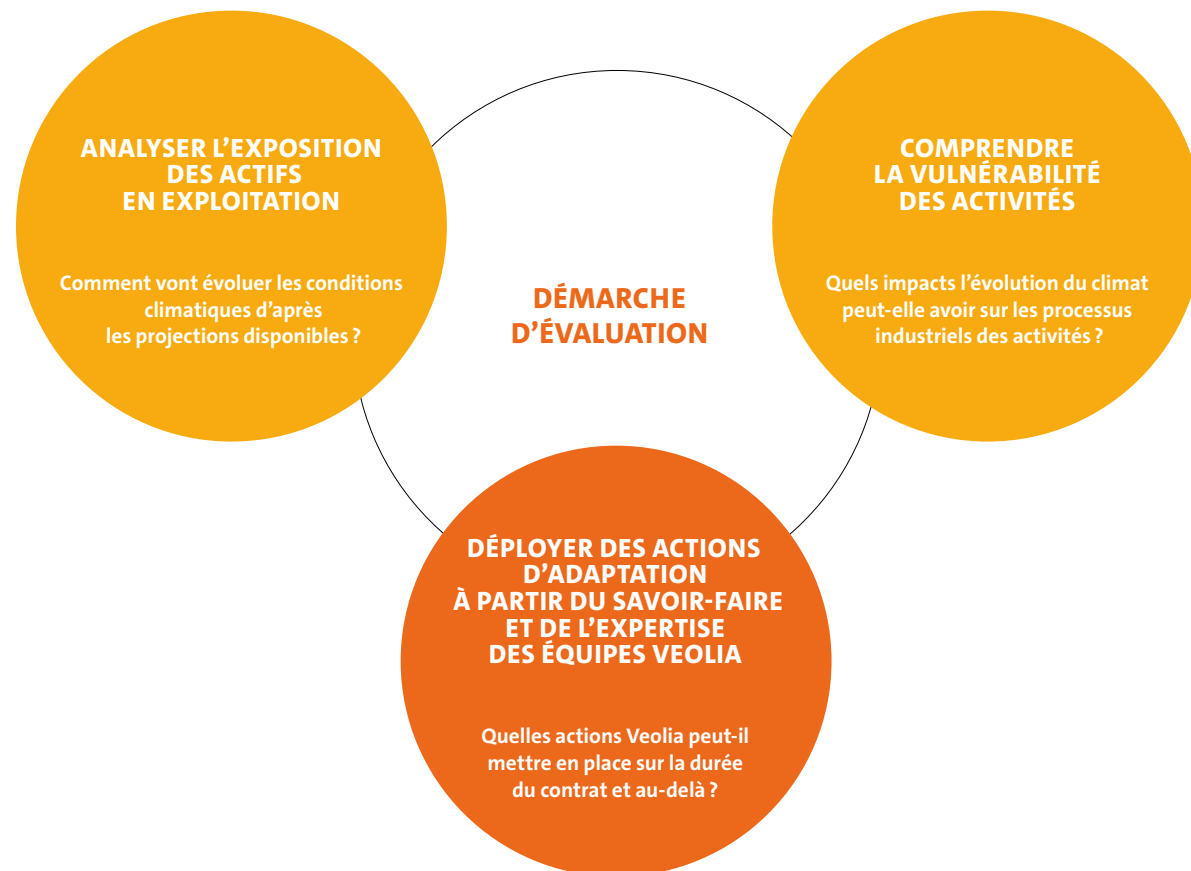 ANALYSER L’EXPOSITION
DES ACTIFS
EN EXPLOITATION
Comment vont évoluer les conditions
climatiques d’après
les projections disponibles ?
COMPRENDRE
LA VULNÉRABILITÉ
DES ACTIVITÉS
Quels impacts l’évolution du climat
peut-elle avoir sur les processus
industriels des activités ?
DÉMARCHE
D’ÉVALUATION
DÉPLOYER DES ACTIONS
D’ADAPTATION
À PARTIR DU SAVOIR-FAIRE
ET DE L’EXPERTISE
DES ÉQUIPES VEOLIA
Quelles actions Veolia peut-il
mettre en place sur la durée
du contrat et au-delà ?